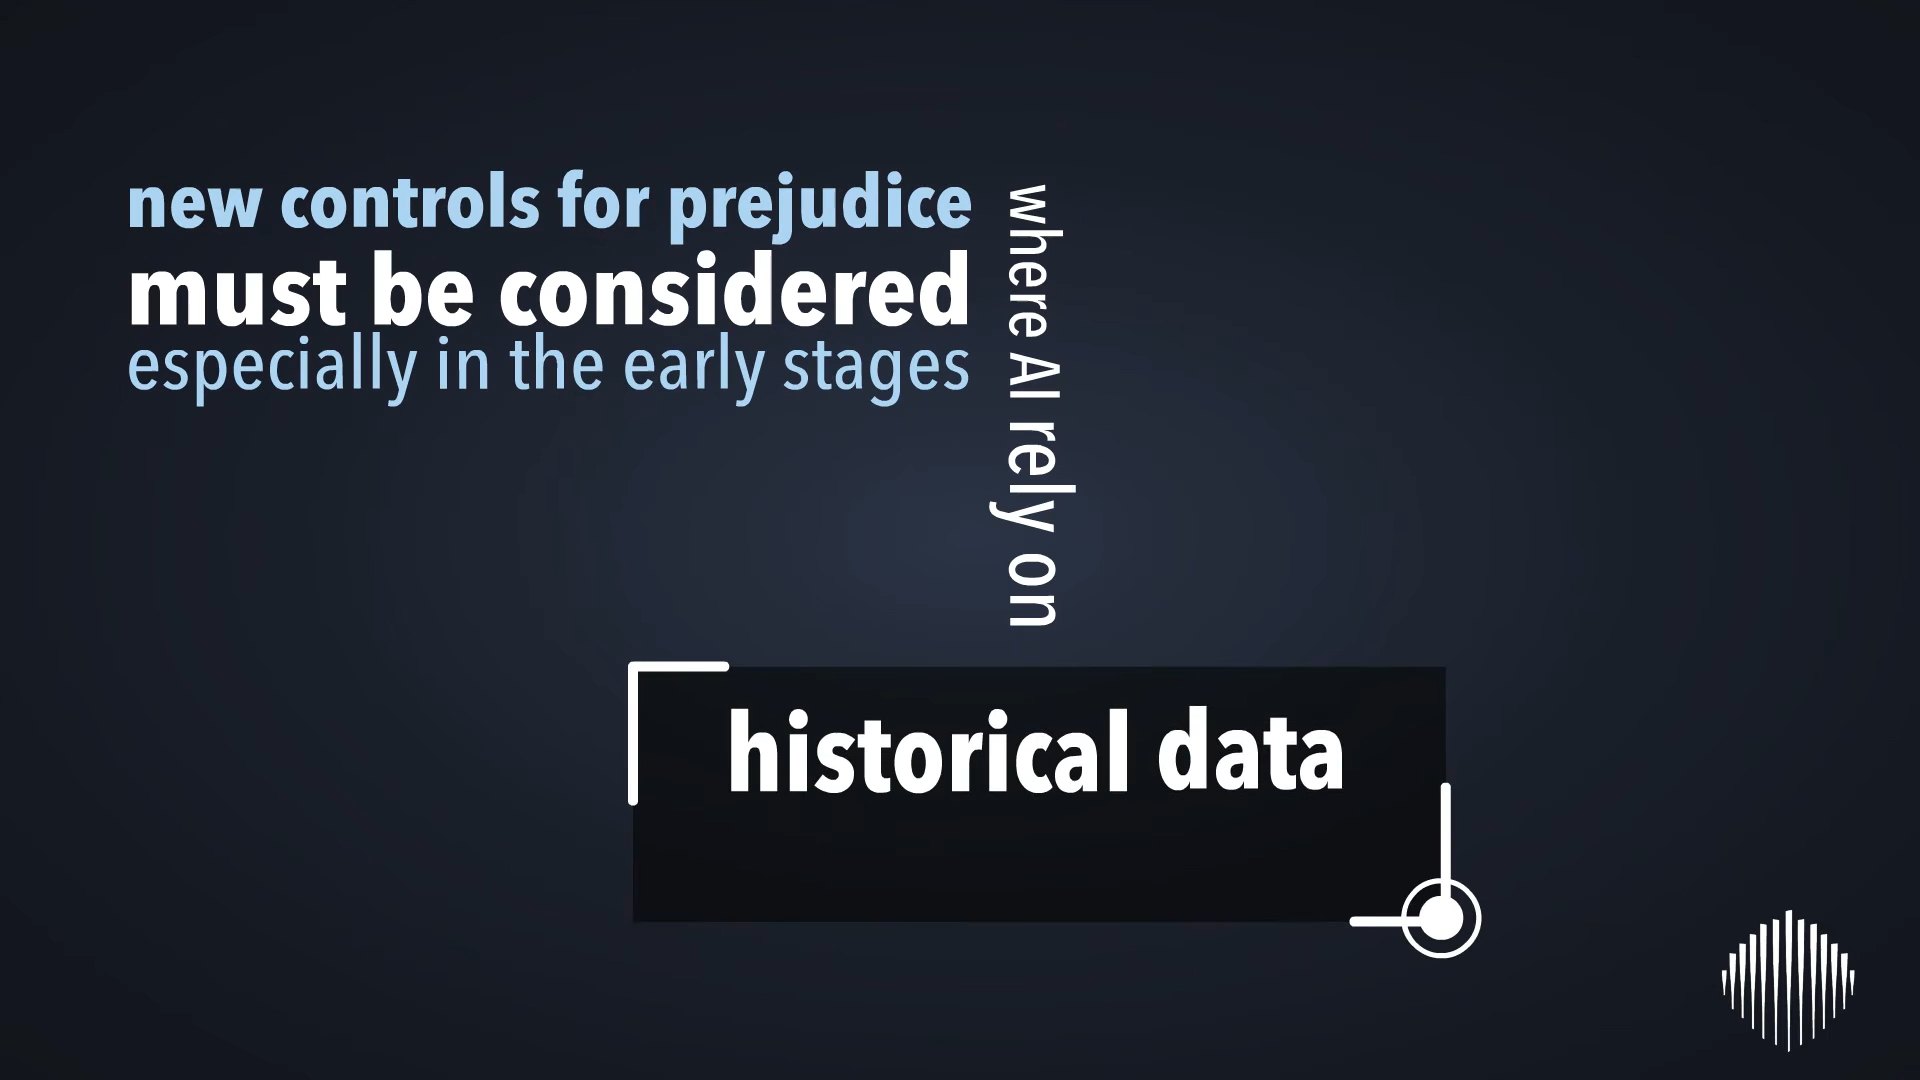 new controls for prejudice
must be considered
especially in the early stages
where AI rely on
historical data